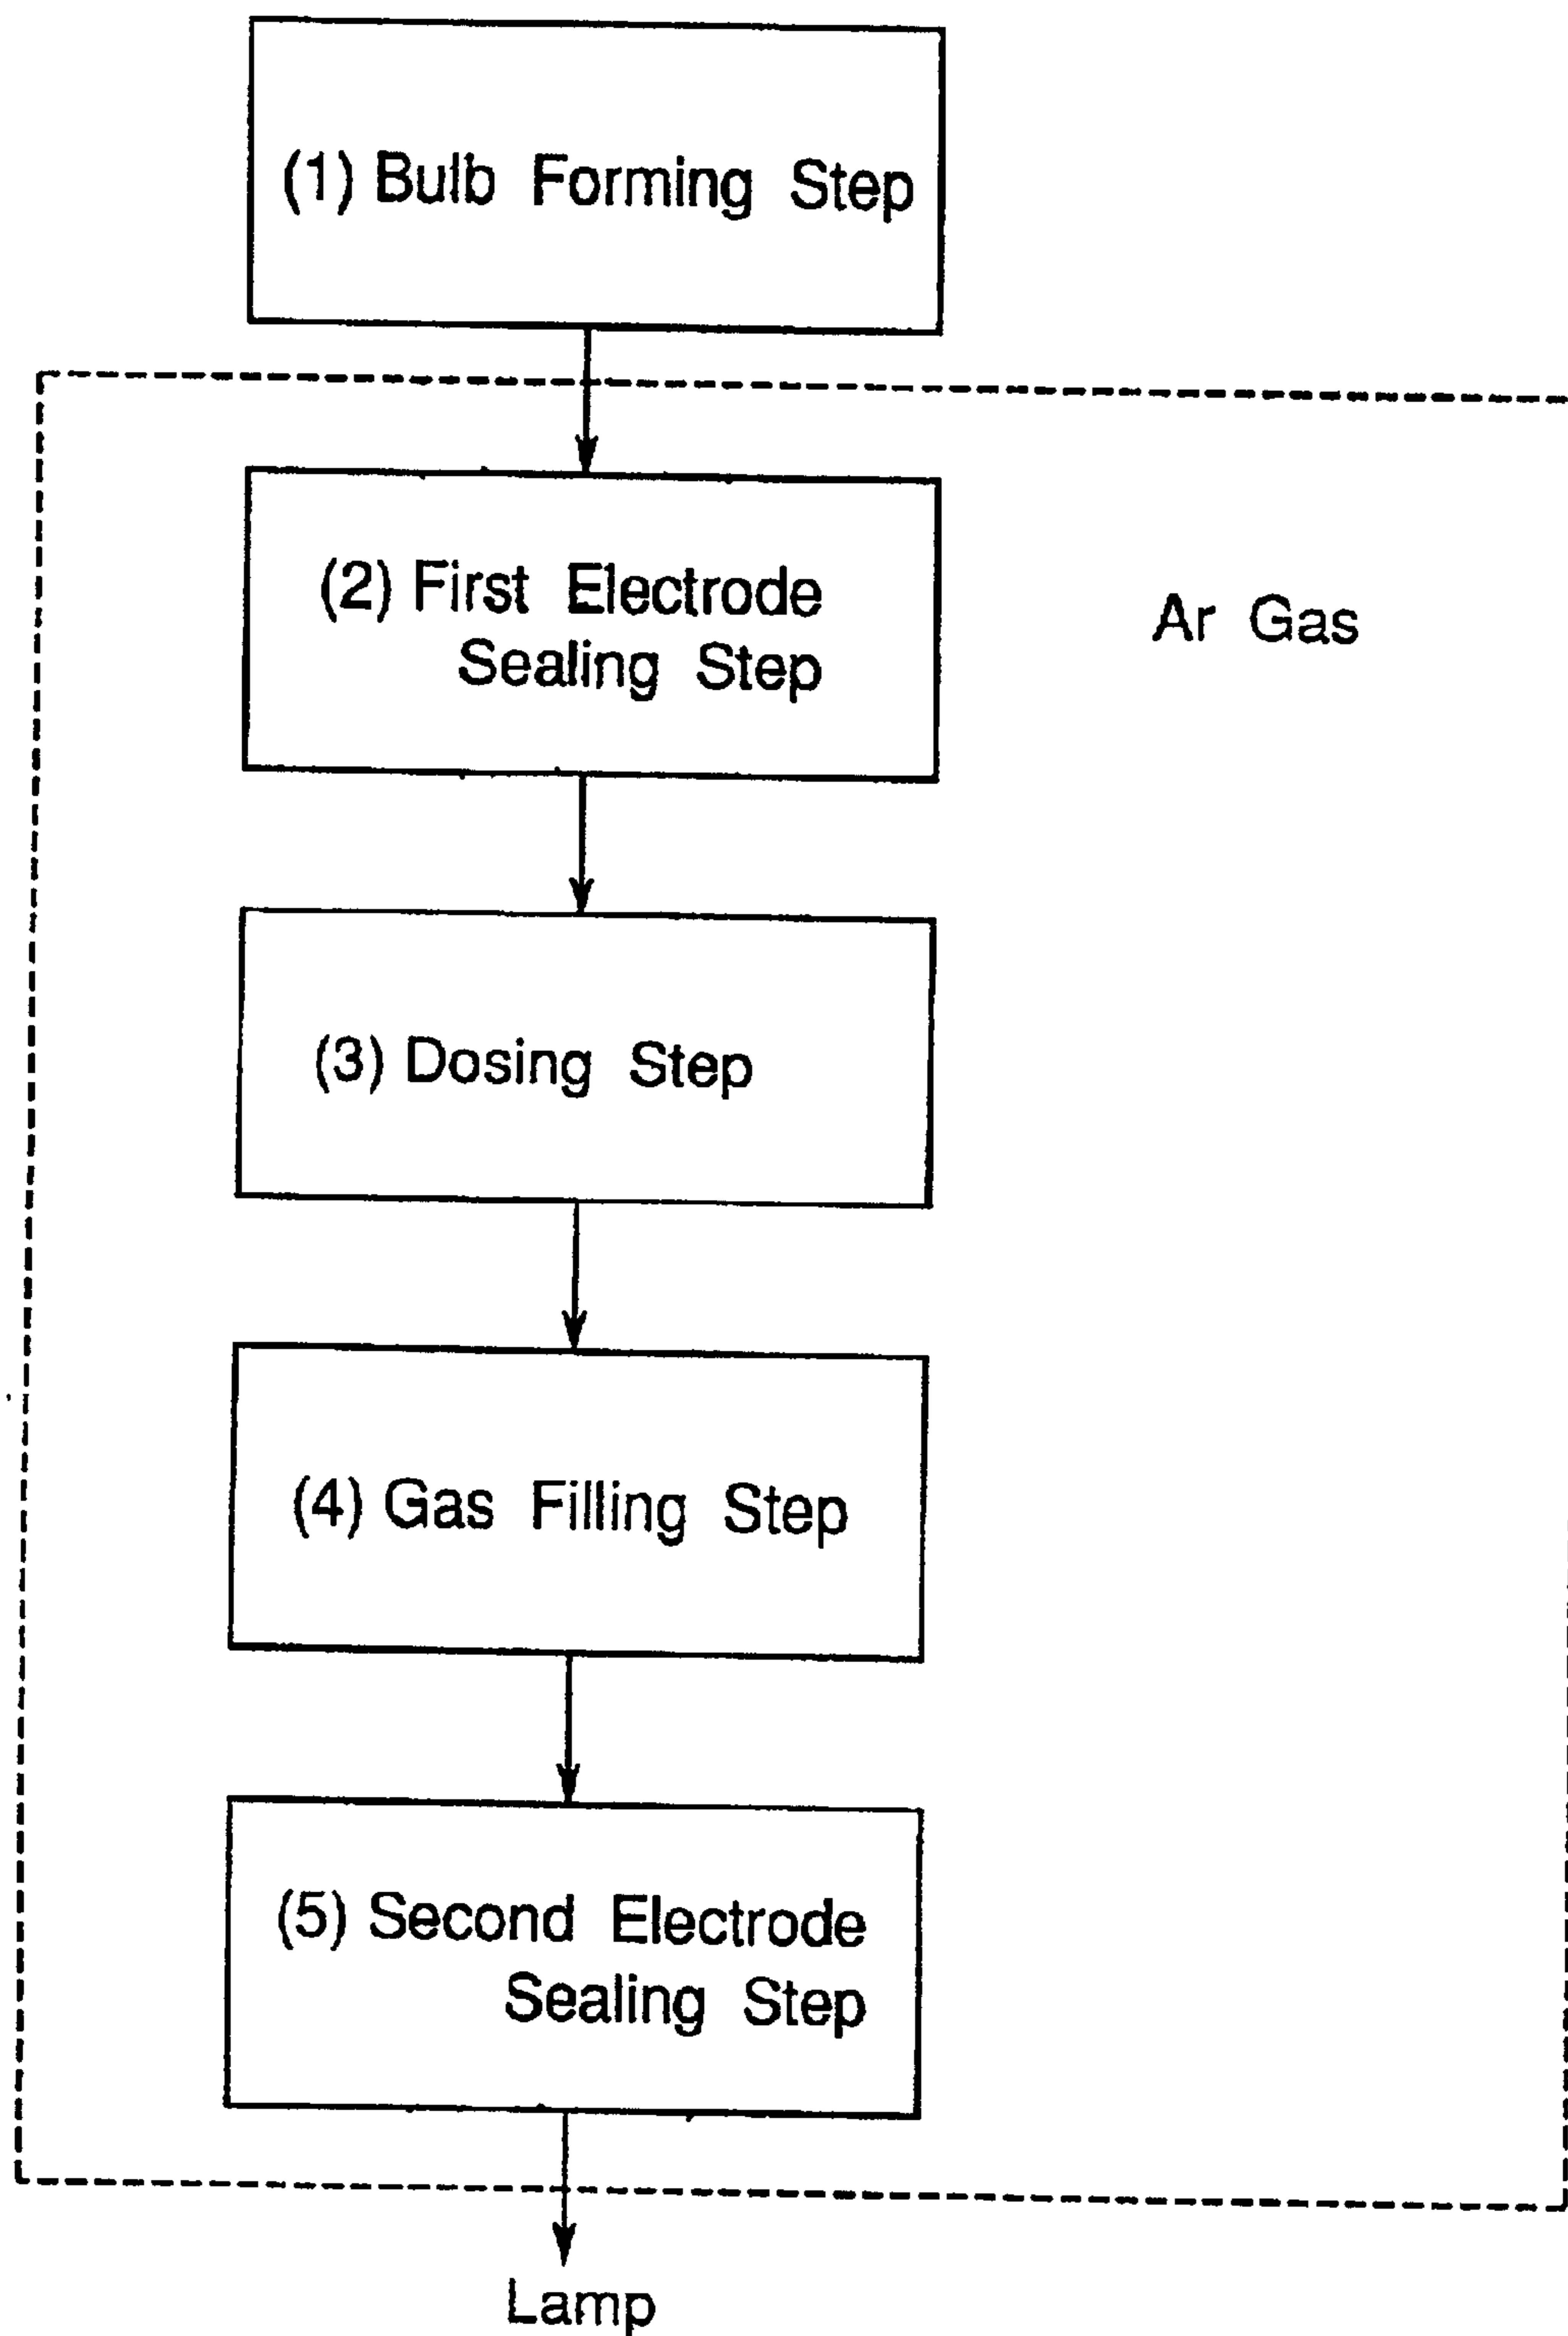 (1) Bulb Forming Step
(2) First Electrode
Sealing Step
Ar Gas
(3) Dosing Step
(4) Gas Filling Step
(5) Second Electrode
Sealing Step
Lamp